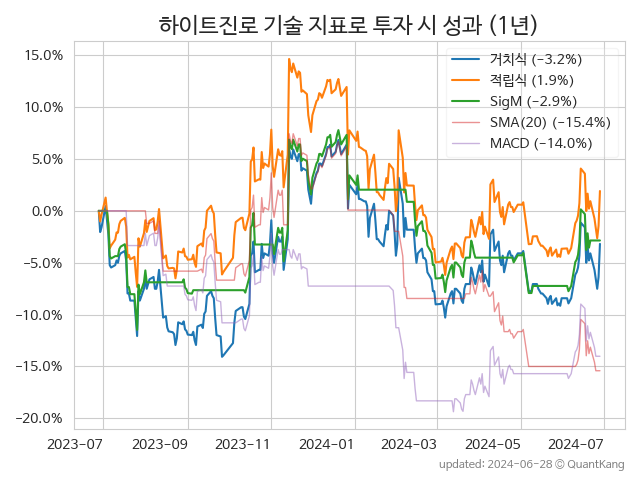 하이트진로 기술 지표로 투자 시 성과 (1년)
거치식 (−3.2%)
적립식 (1.9%)
SigM (−2.9%)
SMA(20) (−15.4%)
MACD (−14.0%)
15.0%
10.0%
5.0%
0.0%
−5.0%
−10.0%
−15.0%
−20.0%
2023-07 2023-09 2023-11 2024-01 2024-03 2024-05 2024-07
updated: 2024-06-28 ⓒ QuantKang